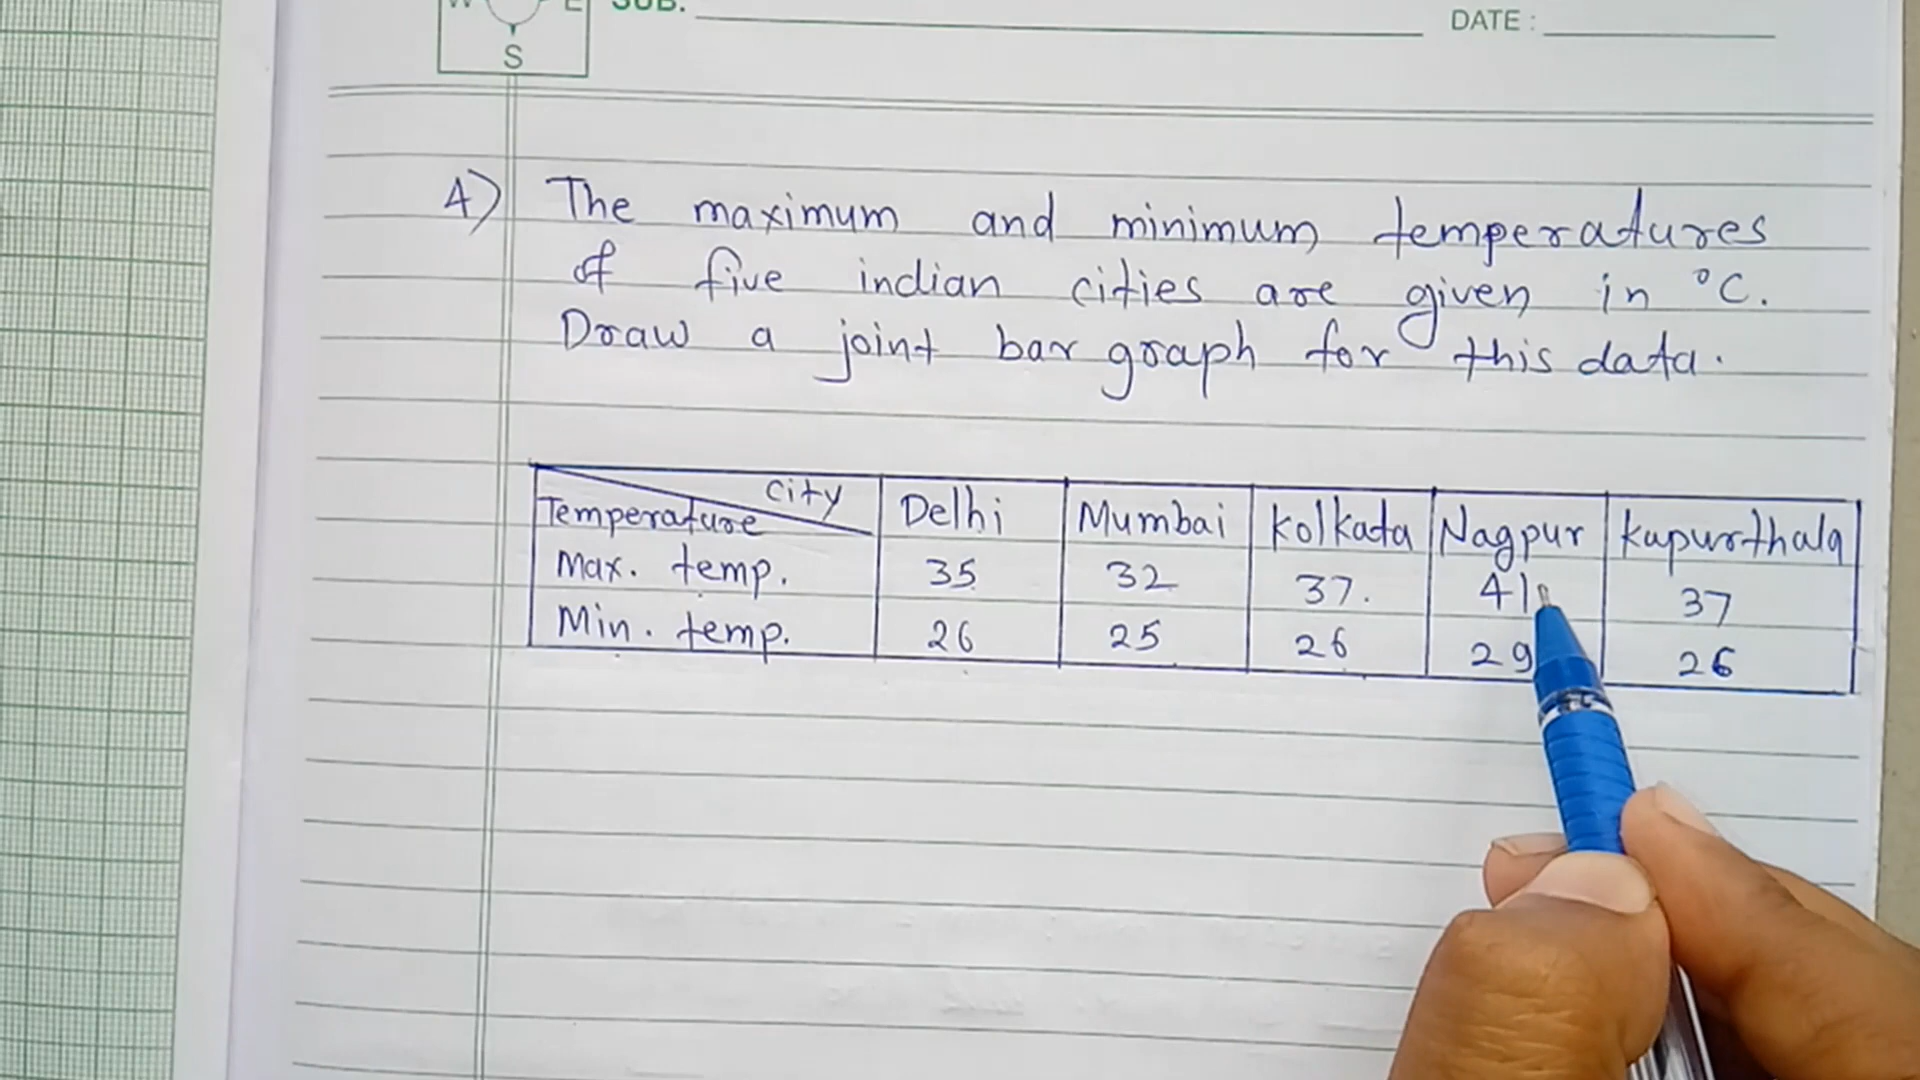 W E SUB. DATE :
S
4) The maximum and minimum temperatures
of five indian cities are given in °C.
Draw a joint bar graph for this data.
City Delhi Mumbai Kolkata Nagpur Kapurthala
Temperature
Max. temp. 35 32 37. 41 37
Min. temp. 26 25 26 29 26